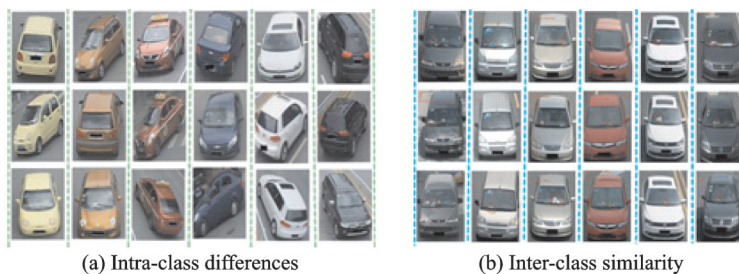 (a) Intra-class differences
(b) Inter-class similarity